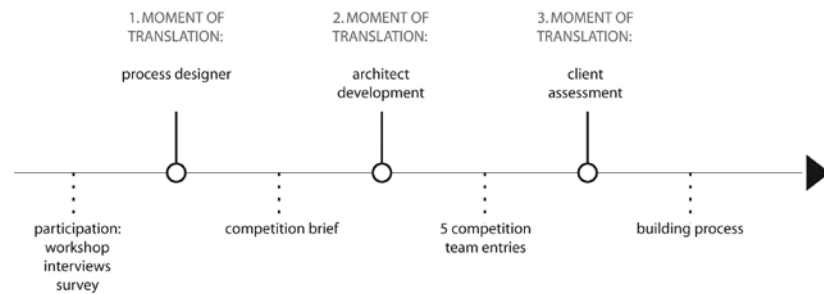 1. MOMENT OF
TRANSLATION:
process designer
2. MOMENT OF
TRANSLATION:
architect
development
3. MOMENT OF
TRANSLATION:
client
assessment
participation:
workshop
interviews
survey
competition brief
5 competition
team entries
building process